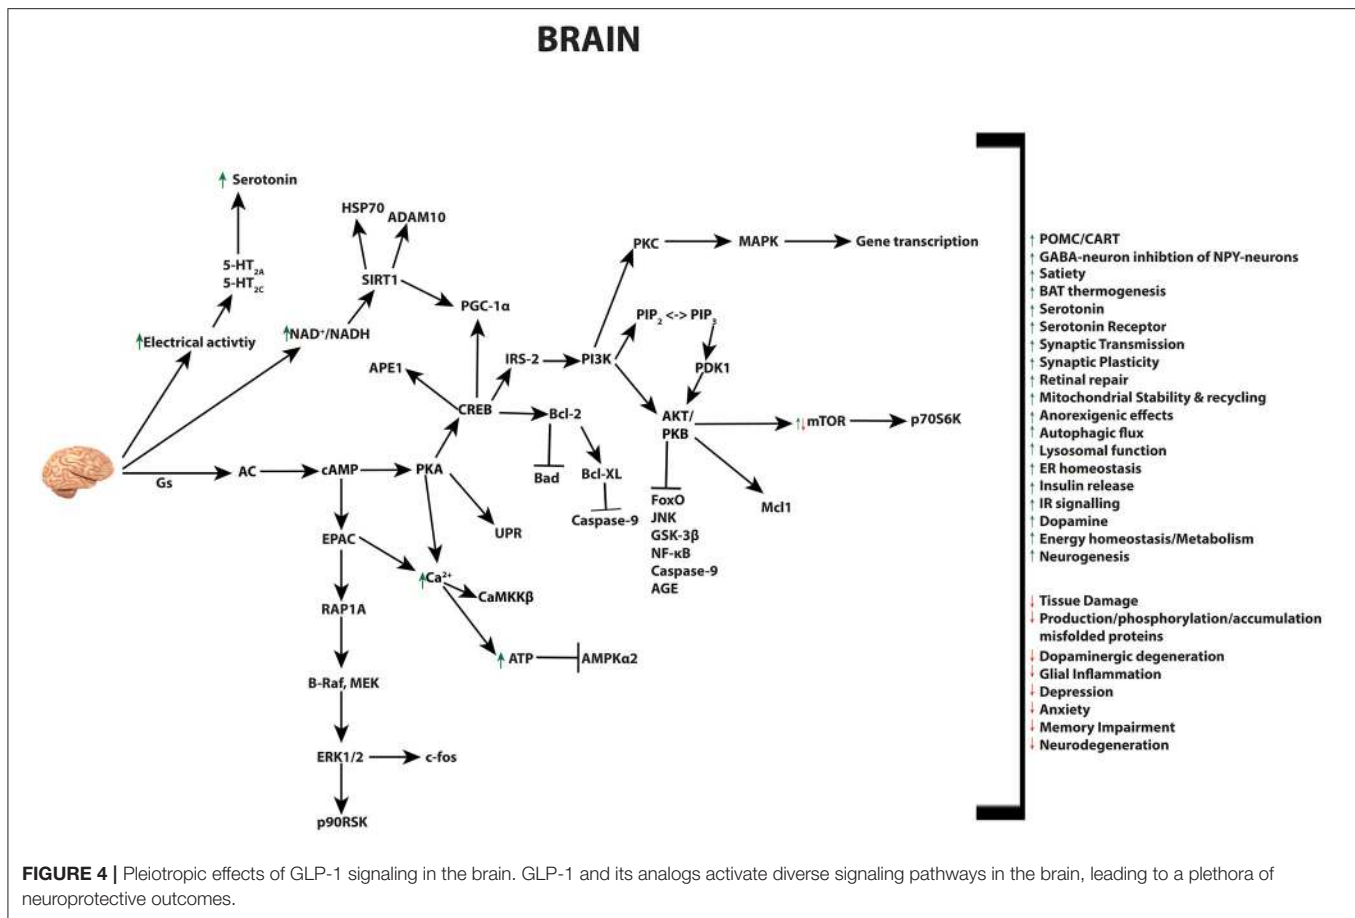 BRAIN
↑ Serotonin
HSP70
ADAM10
5-HT2A
5-HT2C
SIRT1
PGC-1α
↑Electrical activtiy
↑NAD+/NADH
PKC
MAPK
Gene transcription
PIP2 <-> PIP3
APE1
IRS-2
PI3K
PDK1
CREB
Bcl-2
AKT/
PKB
↑↓mTOR
p70S6K
Gs
AC
cAMP
PKA
Bad
Bcl-XL
Caspase-9
Mcl1
FoxO
JNK
GSK-3β
NF-κB
Caspase-9
AGE
UPR
EPAC
↑Ca2+
CaMKKβ
RAP1A
↑ ATP
AMPKα2
B-Raf, MEK
ERK1/2
c-fos
p90RSK
↑ POMC/CART
↑ GABA-neuron inhibtion of NPY-neurons
↑ Satiety
↑ BAT thermogenesis
↑ Serotonin
↑ Serotonin Receptor
↑ Synaptic Transmission
↑ Synaptic Plasticity
↑ Retinal repair
↑ Mitochondrial Stability & recycling
↑ Anorexigenic effects
↑ Autophagic flux
↑ Lysosomal function
↑ ER homeostasis
↑ Insulin release
↑ IR signalling
↑ Dopamine
↑ Energy homeostasis/Metabolism
↑ Neurogenesis
↓ Tissue Damage
↓ Production/phosphorylation/accumulation
misfolded proteins
↓ Dopaminergic degeneration
↓ Glial Inflammation
↓ Depression
↓ Anxiety
↓ Memory Impairment
↓ Neurodegeneration
FIGURE 4 | Pleiotropic effects of GLP-1 signaling in the brain. GLP-1 and its analogs activate diverse signaling pathways in the brain, leading to a plethora of
neuroprotective outcomes.